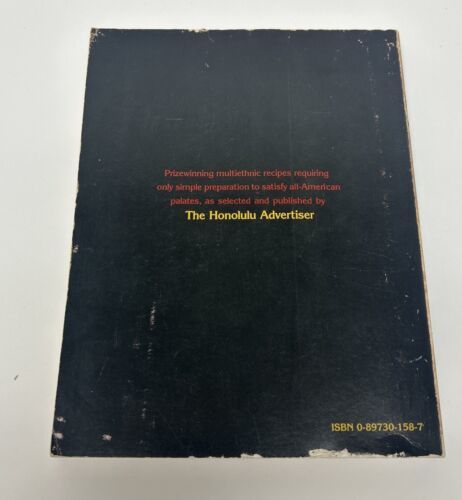 Prizewinning multiethnic recipes requiring
only simple preparation to satisfy all-American
palates, as selected and published by
The Honolulu Advertiser
ISBN 0-89730-158-7